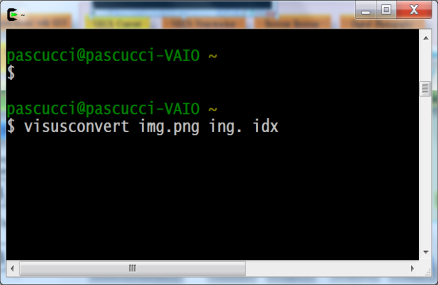 ~
pascucci@pascucci-VAIO ~
$
pascucci@pascucci-VAIO ~
$ visusconvert img.png ing. idx